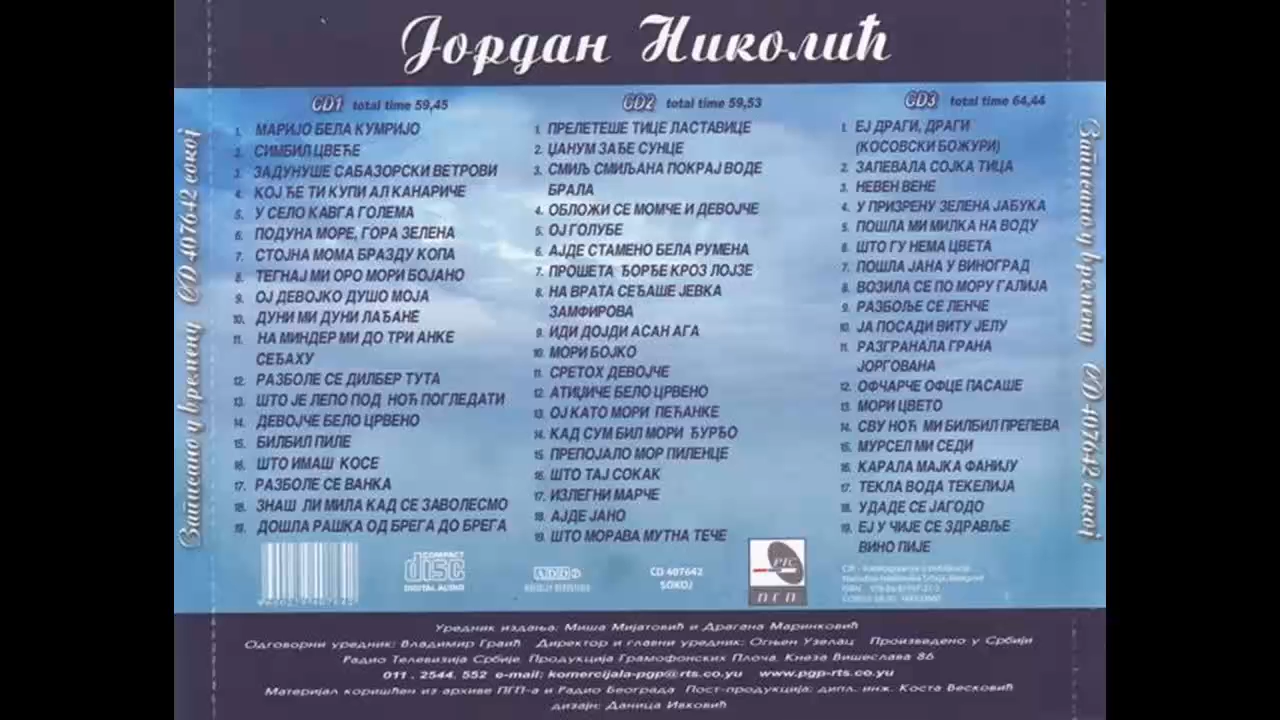 Јордан Николић
CD1 total time 59,45
1. МАРИЈО БЕЛА КУМРИЈО
2. СИМБИЛ ЦВЕЋЕ
3. ЗАДУНУШЕ САБАЗОРСКИ ВЕТРОВИ
4. КОЈ ЋЕ ТИ КУПИ АЛ КАНАРИЧЕ
5. У СЕЛО КАВГА ГОЛЕМА
6. ПОДУНА МОРЕ, ГОРА ЗЕЛЕНА
7. СТОЈНА МОМА БРАЗДУ КОПА
8. ТЕГНАЈ МИ ОРО МОРИ БОЈАНО
9. ОЈ ДЕВОЈКО ДУШО МОЈА
10. ДУНИ МИ ДУНИ ЛАЂАНЕ
11. НА МИНДЕР МИ ДО ТРИ АНКЕ
СЕЂАХУ
12. РАЗБОЛЕ СЕ ДИЛБЕР ТУТА
13. ШТО ЈЕ ЛЕПО ПОД НОЋ ПОГЛЕДАТИ
14. ДЕВОЈЧЕ БЕЛО ЦРВЕНО
15. БИЛБИЛ ПИЛЕ
16. ШТО ИМАШ КОСЕ
17. РАЗБОЛЕ СЕ ВАНКА
18. ЗНАШ ЛИ МИЛА КАД СЕ ЗАВОЛЕСМО
19. ДОШЛА РАШКА ОД БРЕГА ДО БРЕГА
CD2 total time 59,53
1. ПРЕЛЕТЕШЕ ТИЦЕ ЛАСТАВИЦЕ
2. ЏАНУМ ЗАЂЕ СУНЦЕ
3. СМИЉ СМИЉАНА ПОКРАЈ ВОДЕ
БРАЛА
4. ОБЛОЖИ СЕ МОМЧЕ И ДЕВОЈЧЕ
5. ОЈ ГОЛУБЕ
6. АЈДЕ СТАМЕНО БЕЛА РУМЕНА
7. ПРОШЕТА ЂОРЂЕ КРОЗ ЛОЈЗЕ
8. НА ВРАТА СЕЂАШЕ ЈЕВКА
ЗАМФИРОВА
9. ИДИ ДОЈДИ АСАН АГА
10. МОРИ БОЈКО
11. СРЕТОХ ДЕВОЈЧЕ
12. АТИЏИЧЕ БЕЛО ЦРВЕНО
13. ОЈ КАТО МОРИ ПЕЂАНКЕ
14. КАД СУМ БИЛ МОРИ ЂУРЂО
15. ПРЕПОЈАЛО МОР ПИЛЕНЦЕ
16. ШТО ТАЈ СОКАК
17. ИЗЛЕГНИ МАРЧЕ
18. АЈДЕ ЈАНО
19. ШТО МОРАВА МУТНА ТЕЧЕ
CD3 total time 64,44
1. ЕЈ ДРАГИ, ДРАГИ
(КОСОВСКИ БОЖУРИ)
2. ЗАПЕВАЛА СОЈКА ТИЦА
3. НЕВЕН ВЕНЕ
4. У ПРИЗРЕНУ ЗЕЛЕНА ЈАБУКА
5. ПОШЛА МИ МИЛКА НА ВОДУ
6. ШТО ГУ НЕМА ЦВЕТА
7. ПОШЛА ЈАНА У ВИНОГРАД
8. ВОЗИЛА СЕ ПО МОРУ ГАЛИЈА
9. РАЗБОЉЕ СЕ ЛЕНЧЕ
10. ЈА ПОСАДИ ВИТУ ЈЕЛУ
11. РАЗГРАНАЛА ГРАНА
ЈОРГОВАНА
12. ОФЧАРЧЕ ОФЦЕ ПАСАШЕ
13. МОРИ ЦВЕТО
14. СВУ НОЋ МИ БИЛБИЛ ПРЕПЕВА
15. МУРСЕЛ МИ СЕДИ
16. КАРАЛА МАЈКА ФАНИЈУ
17. ТЕКЛА ВОДА ТЕКЕЛИЈА
18. УДАДЕ СЕ ЈАГОДО
19. ЕЈ У ЧИЈЕ СЕ ЗДРАВЉЕ
ВИНО ПИЈЕ
Записано у времену CD 407642 сокој
Записано у времену CD 407642 сокој
COMPACT
disc
DIGITAL AUDIO
CD 407642
SOKOJ
РТС
ПГП
Уредник издања: Миша Мијатовић и Драгана Маринковић
Одговорни уредник: Владимир Граић Директор и главни уредник: Огњен Узелац Произведено у Србији
Радио Телевизија Србије, Продукција Грамофонских Плоча, Кнеза Вишеслава 86
011 . 2544. 552 e-mail: komercijala-pgp@rts.co.yu www.pgp-rts.co.yu
Материјал коришћен из архиве ПГП-а и Радио Београда Пост-продукција: дипл. инж. Коста Весковић
дизајн: Даница Ивковић